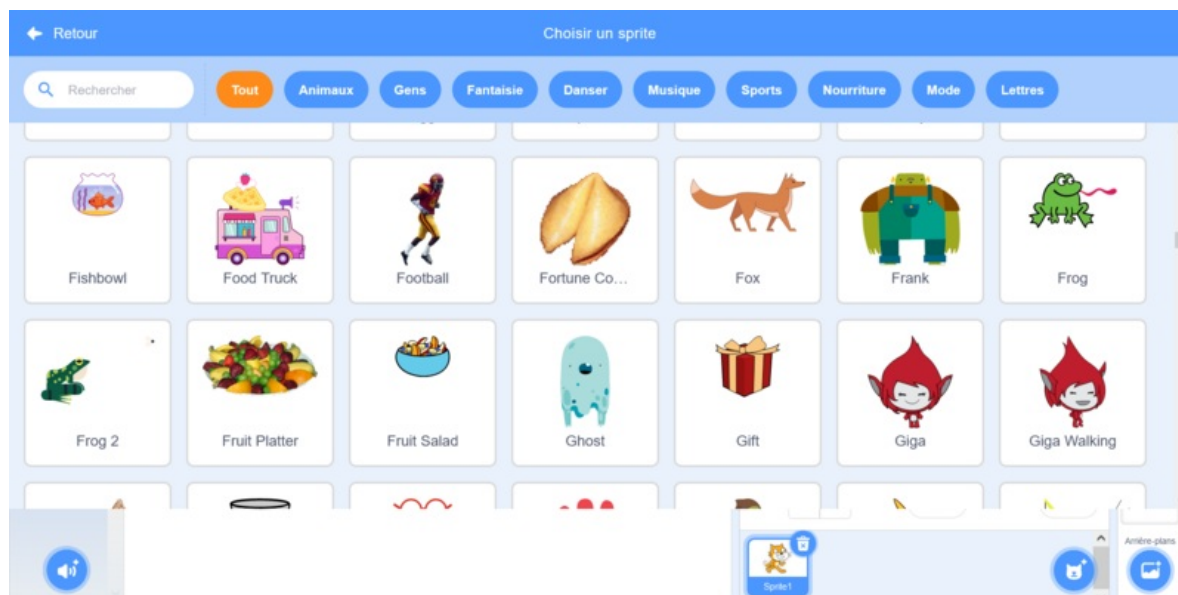 Retour
Choisir un sprite
Rechercher
Tout
Animaux
Gens
Fantaisie
Danser
Musique
Sports
Nourriture
Mode
Lettres
Fishbowl
Food Truck
Football
Fortune Co...
Fox
Frank
Frog
Frog 2
Fruit Platter
Fruit Salad
Ghost
Gift
Giga
Giga Walking
Sprite1
Arrière-plans